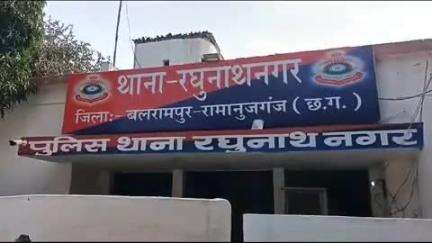 थाना-रघुनाथनगर
जिला:- बलरामपुर-रामानुजगंज ( छ.ग. )
पुलिस थाना रघुनाथ नगर